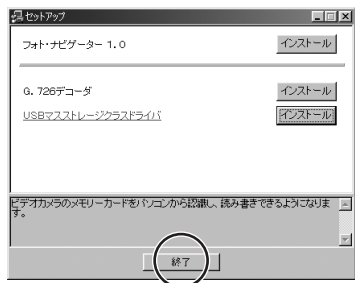 セットアップ
フォト・ナビゲーター 1.0
インストール
G.726デコーダ
インストール
USBマスストレージクラスドライバ
インストール
ビデオカメラのメモリーカードをパソコンから認識し、読み書きできるようになりま
す。
終了